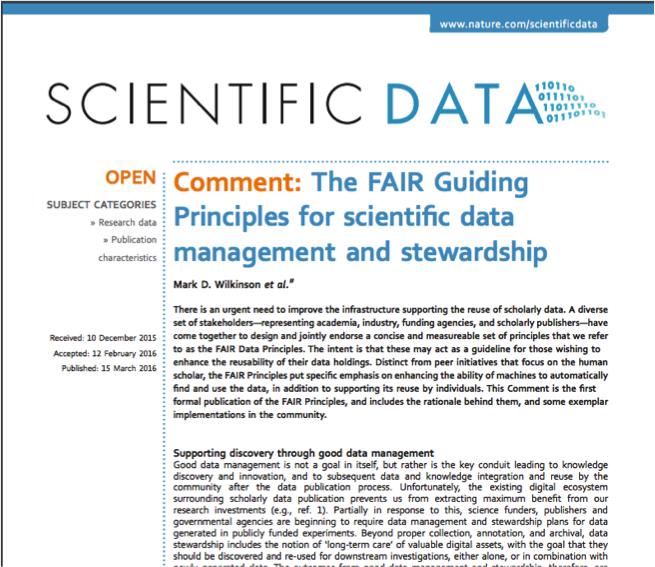 www.nature.com/scientificdata
SCIENTIFIC DATA
110110
011110
OPEN
SUBJECT CATEGORIES
» Research data
» Publication
characteristics
Received: 10 December 2015
Accepted: 12 February 2016
Published: 15 March 2016
Comment: The FAIR Guiding
Principles for scientific data
management and stewardship
Mark D. Wilkinson et al.#
There is an urgent need to improve the infrastructure supporting the reuse of scholarly data. A diverse
set of stakeholders—representing academia, industry, funding agencies, and scholarly publishers—have
come together to design and jointly endorse a concise and measureable set of principles that we refer
to as the FAIR Data Principles. The intent is that these may act as a guideline for those wishing to
enhance the reusability of their data holdings. Distinct from peer initiatives that focus on the human
scholar, the FAIR Principles put specific emphasis on enhancing the ability of machines to automatically
find and use the data, in addition to supporting its reuse by individuals. This Comment is the first
formal publication of the FAIR Principles, and includes the rationale behind them, and some exemplar
implementations in the community.
Supporting discovery through good data management
Good data management is not a goal in itself, but rather is the key conduit leading to knowledge
discovery and innovation, and to subsequent data and knowledge integration and reuse by the
community after the data publication process. Unfortunately, the existing digital ecosystem
surrounding scholarly data publication prevents us from extracting maximum benefit from our
research investments (e.g., ref. 1). Partially in response to this, science funders, publishers and
governmental agencies are beginning to require data management and stewardship plans for data
generated in publicly funded experiments. Beyond proper collection, annotation, and archival, data
stewardship includes the notion of 'long-term care' of valuable digital assets, with the goal that they
should be discovered and re-used for downstream investigations, either alone, or in combination with